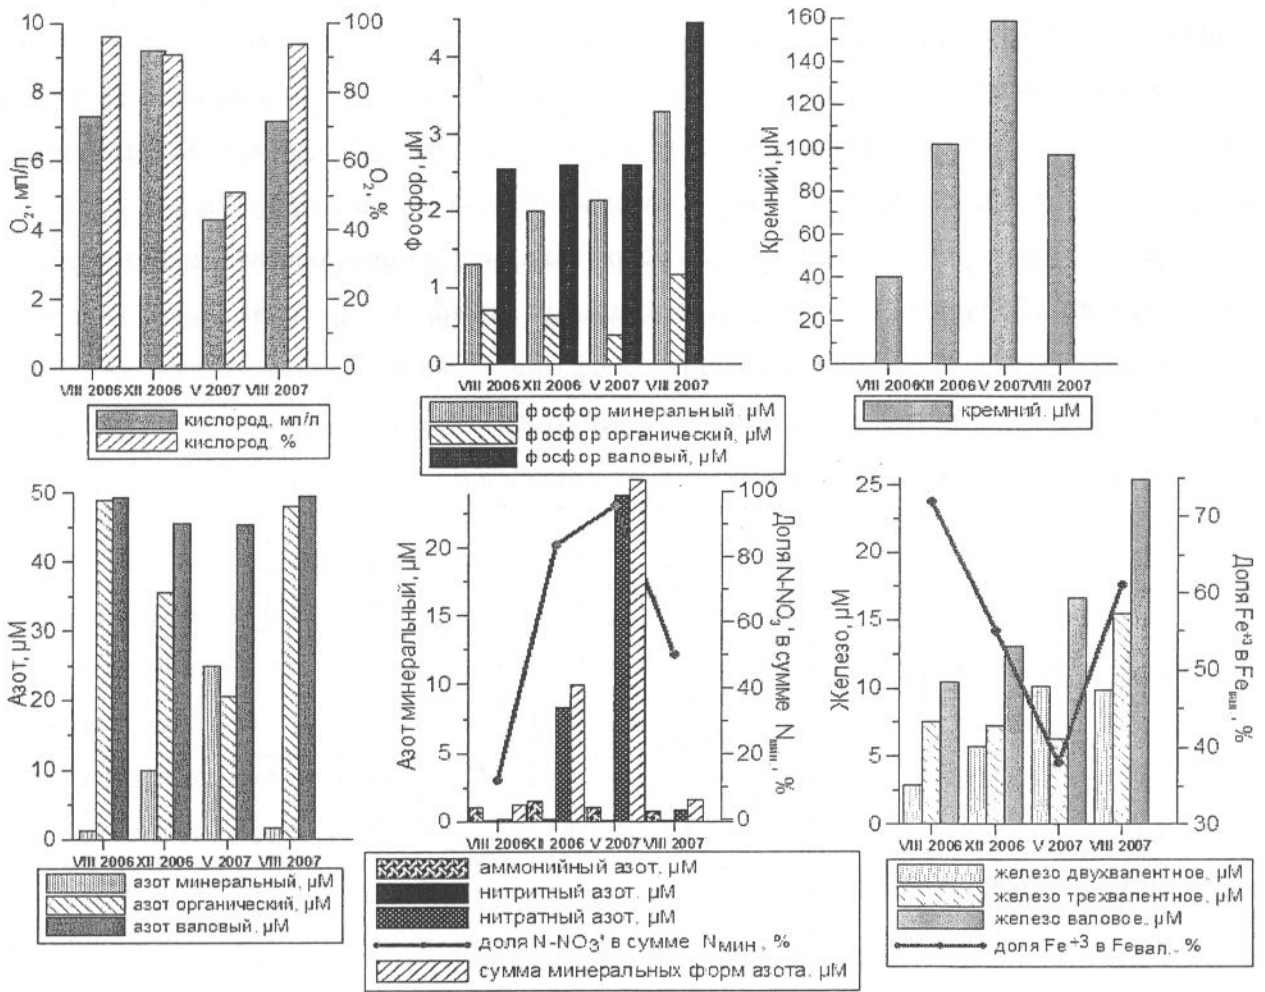 O₂, мл/л
10
8
6
4
2
0
100
80
60
40
20
0
O₂, %
VIII 2006 XII 2006 V 2007 VIII 2007
кислород, мл/л
кислород. %
Фосфор, µM
4
3
2
1
0
VIII 2006 XII 2006 V 2007 VIII 2007
фосфор минеральный. µM
фосфор органический, µM
фосфор валовый, µM
Кремний, µM
160
140
120
100
80
60
40
20
0
VIII 2006 XII 2006 V 2007 VIII 2007
кремний. µM
Азот, µM
50
40
30
20
10
0
VIII 2006 XII 2006 V 2007 VIII 2007
азот минеральный, µM
азот органический, µM
азот валовый, µM
Азот минеральный, µM
20
15
10
5
0
100
80
60
40
20
0
Доля N-NO₃' в сумме Nмин, %
VIII 2006 XII 2006 V 2007 VIII 2007
аммонийный азот, µM
нитритный азот. µM
нитратный азот, µM
доля N-NO₃' в сумме Nмин, %
сумма минеральных форм азота. µM
Железо, µM
25
20
15
10
5
0
70
60
50
40
30
Доля Fe⁺³ в Feвал., %
VIII 2006 XII 2006 V 2007 VIII 2007
железо двухвалентное, µM
железо трехвалентное, µM
железо валовое, µM
доля Fe⁺³ в Feвал.. %